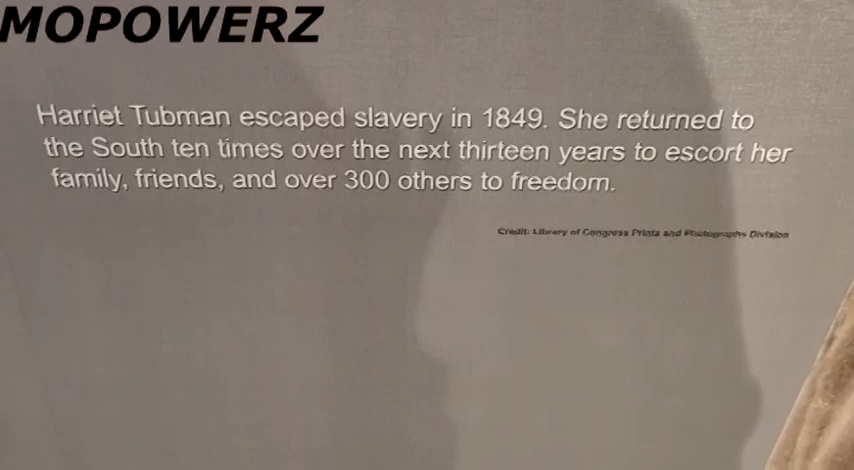 MOPOWERZ
Harriet Tubman escaped slavery in 1849. She returned to
the South ten times over the next thirteen years to escort her
family, friends, and over 300 others to freedom.
Credit: Library of Congress Prints and Photographs Division